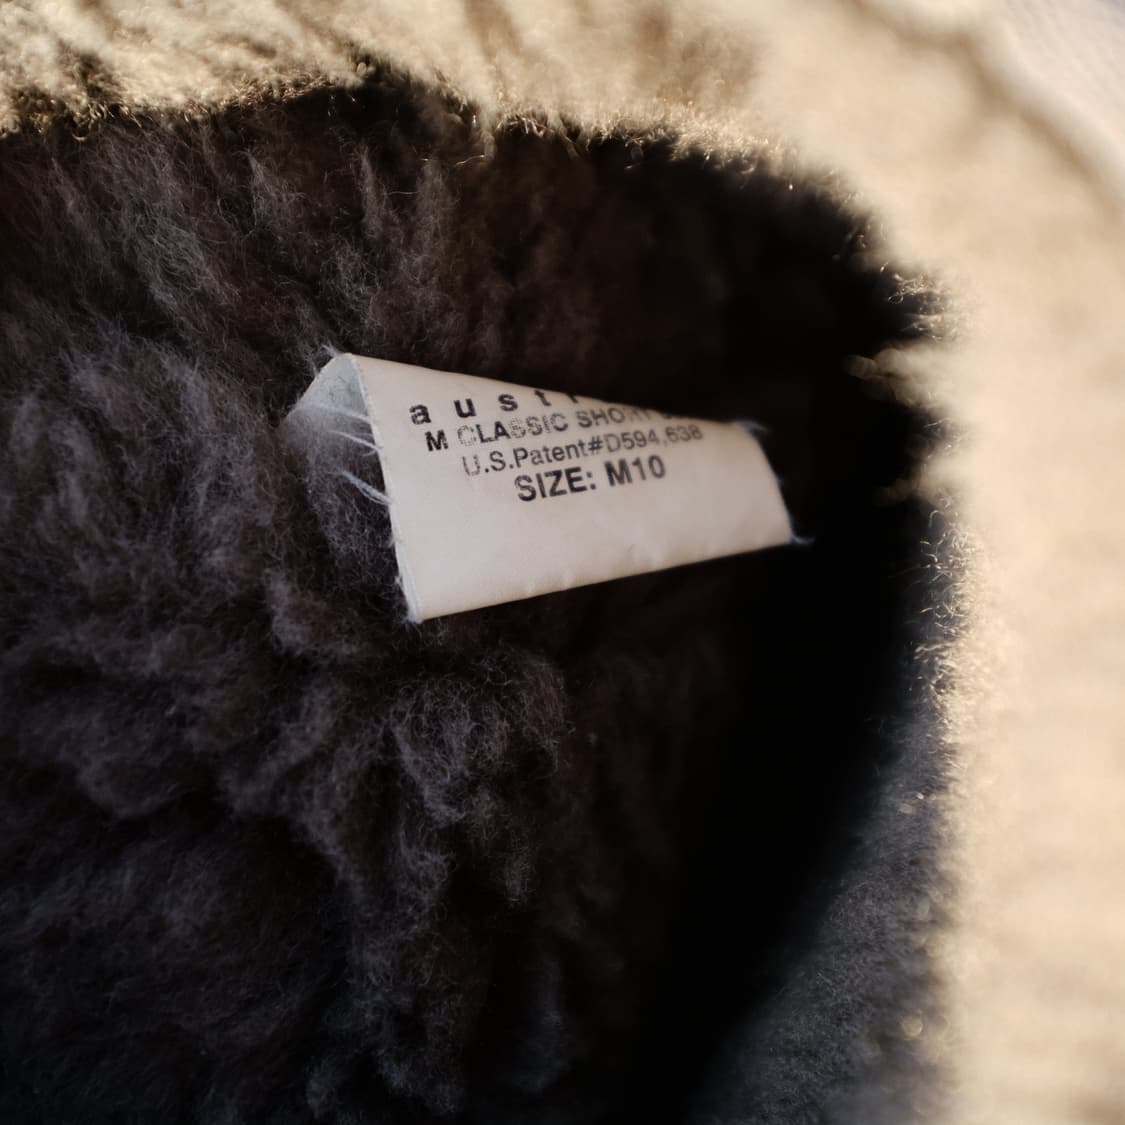 a u s t
M CLASSIC SHORT
U.S.Patent#D594,638
SIZE: M10